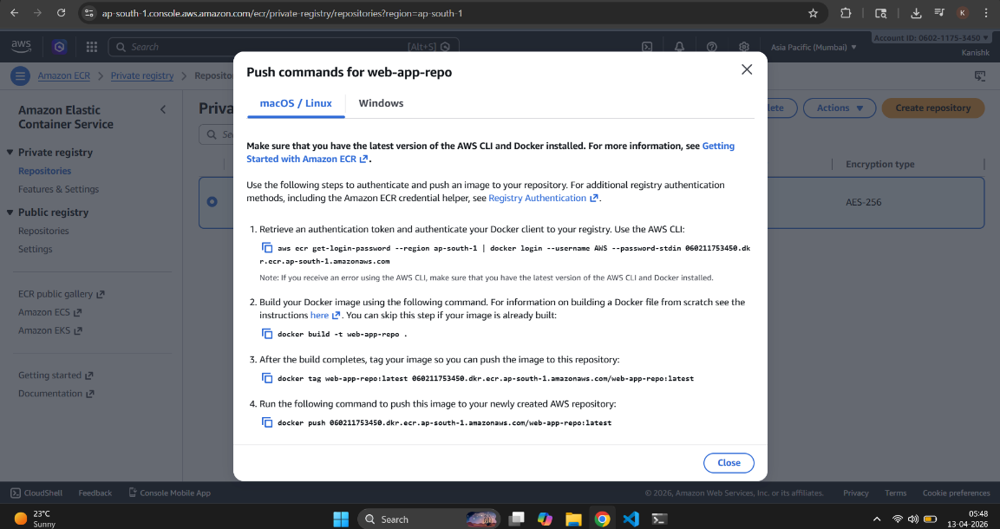 ap-south-1.console.aws.amazon.com/ecr/private-registry/repositories?region=ap-south-1
K
aws
Search
[Alt+S]
Asia Pacific (Mumbai) ▼
Account ID: 0602-1175-3450 ▼
Kanishk
Amazon ECR > Private registry > Reposito
Amazon Elastic
Container Service
Private registry
Repositories
Features & Settings
Public registry
Repositories
Settings
ECR public gallery
Amazon ECS
Amazon EKS
Getting started
Documentation
Priva
Sea
lete
Actions ▼
Create repository
Encryption type
AES-256
Push commands for web-app-repo
macOS / Linux
Windows
Make sure that you have the latest version of the AWS CLI and Docker installed. For more information, see Getting
Started with Amazon ECR.
Use the following steps to authenticate and push an image to your repository. For additional registry authentication
methods, including the Amazon ECR credential helper, see Registry Authentication.
1. Retrieve an authentication token and authenticate your Docker client to your registry. Use the AWS CLI:
aws ecr get-login-password --region ap-south-1 | docker login --username AWS --password-stdin 060211753450.dk
r.ecr.ap-south-1.amazonaws.com
Note: If you receive an error using the AWS CLI, make sure that you have the latest version of the AWS CLI and Docker installed.
2. Build your Docker image using the following command. For information on building a Docker file from scratch see the
instructions here. You can skip this step if your image is already built:
docker build -t web-app-repo .
3. After the build completes, tag your image so you can push the image to this repository:
docker tag web-app-repo:latest 060211753450.dkr.ecr.ap-south-1.amazonaws.com/web-app-repo:latest
4. Run the following command to push this image to your newly created AWS repository:
docker push 060211753450.dkr.ecr.ap-south-1.amazonaws.com/web-app-repo:latest
Close
CloudShell
Feedback
Console Mobile App
© 2026, Amazon Web Services, Inc. or its affiliates.
Privacy
Terms
Cookie preferences
23°C
Sunny
Search
05:48
13-04-2026